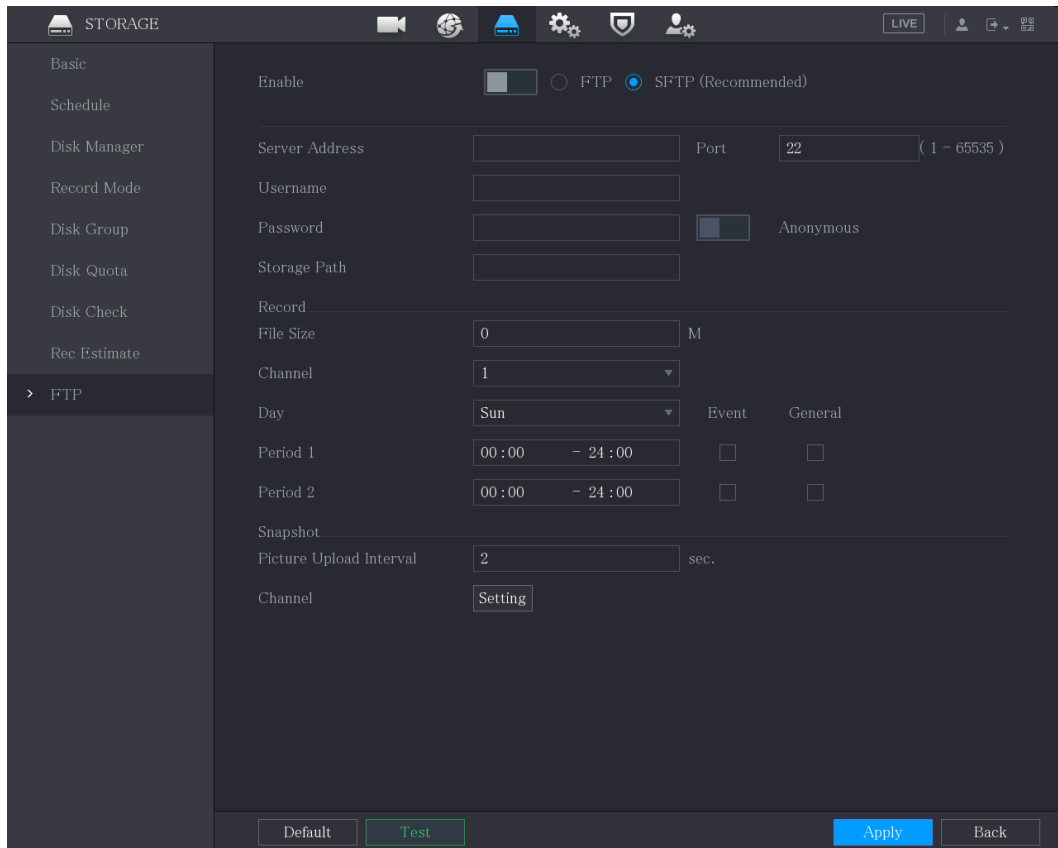 STORAGE LIVE
Basic
Schedule
Disk Manager
Record Mode
Disk Group
Disk Quota
Disk Check
Rec Estimate
FTP
Enable FTP SFTP (Recommended)
Server Address Port 22 ( 1 - 65535 )
Username
Password Anonymous
Storage Path
Record
File Size 0 M
Channel 1
Day Sun Event General
Period 1 00 : 00 - 24 : 00
Period 2 00 : 00 - 24 : 00
Snapshot
Picture Upload Interval 2 sec.
Channel Setting
Default Test Apply Back